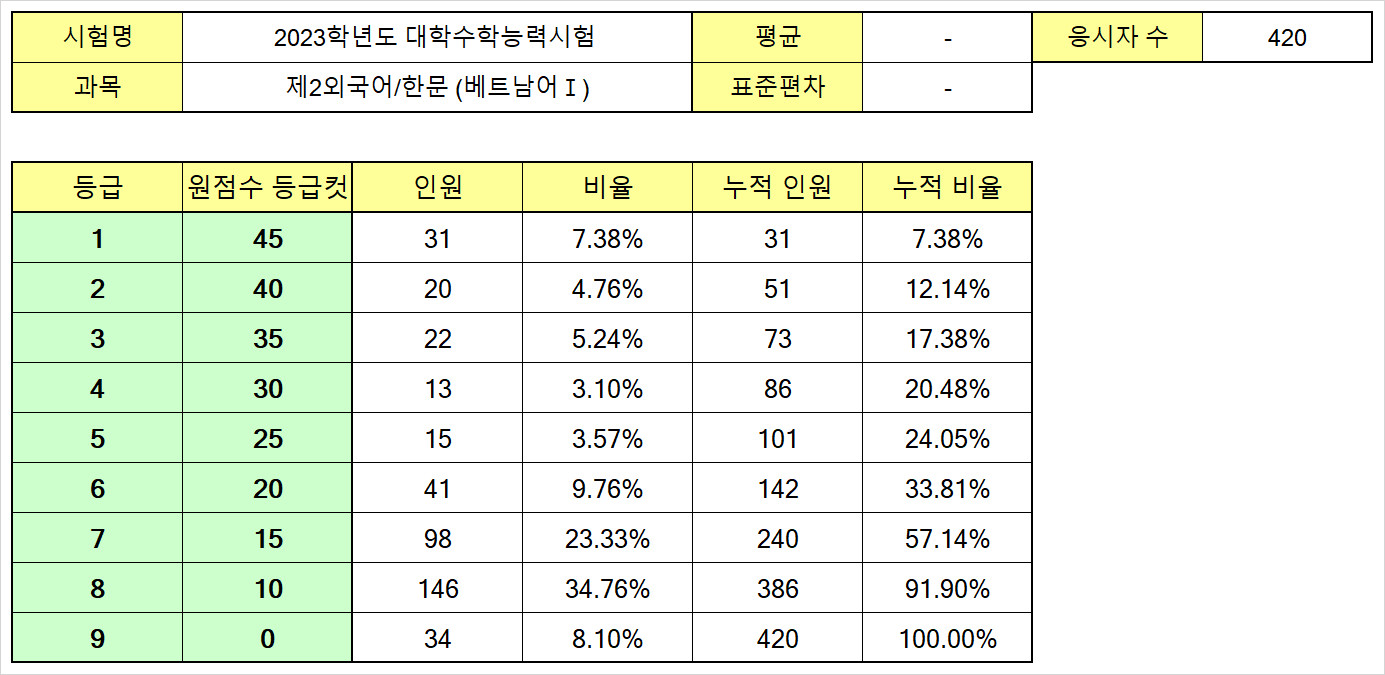 시험명 2023학년도 대학수학능력시험 평균 - 응시자 수 420
과목 제2외국어/한문 (베트남어Ⅰ) 표준편차 -
등급 원점수 등급컷 인원 비율 누적 인원 누적 비율
1 45 31 7.38% 31 7.38%
2 40 20 4.76% 51 12.14%
3 35 22 5.24% 73 17.38%
4 30 13 3.10% 86 20.48%
5 25 15 3.57% 101 24.05%
6 20 41 9.76% 142 33.81%
7 15 98 23.33% 240 57.14%
8 10 146 34.76% 386 91.90%
9 0 34 8.10% 420 100.00%